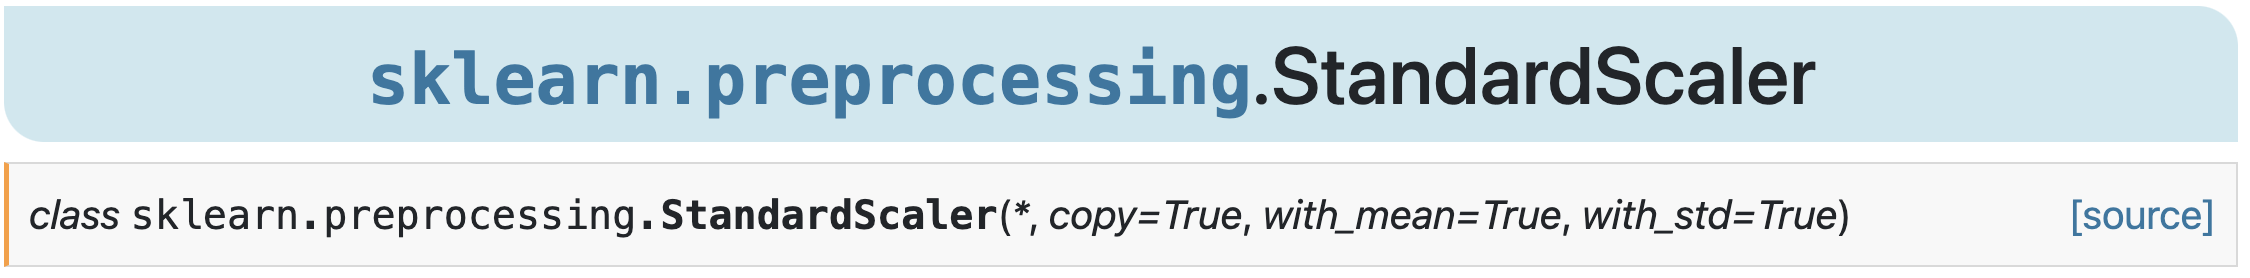 sklearn.preprocessing.StandardScaler
class sklearn.preprocessing.StandardScaler(*, copy=True, with_mean=True, with_std=True) [source]